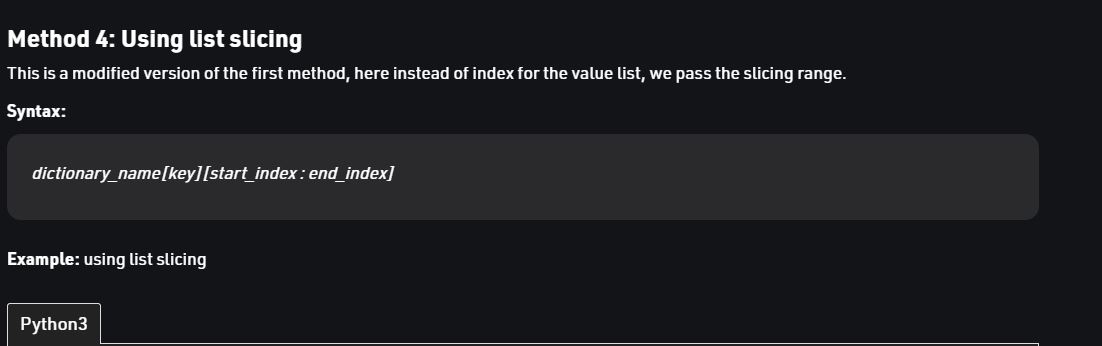 Method 4: Using list slicing
This is a modified version of the first method, here instead of index for the value list, we pass the slicing range.
Syntax:
dictionary_name[key][start_index : end_index]
Example: using list slicing
Python3